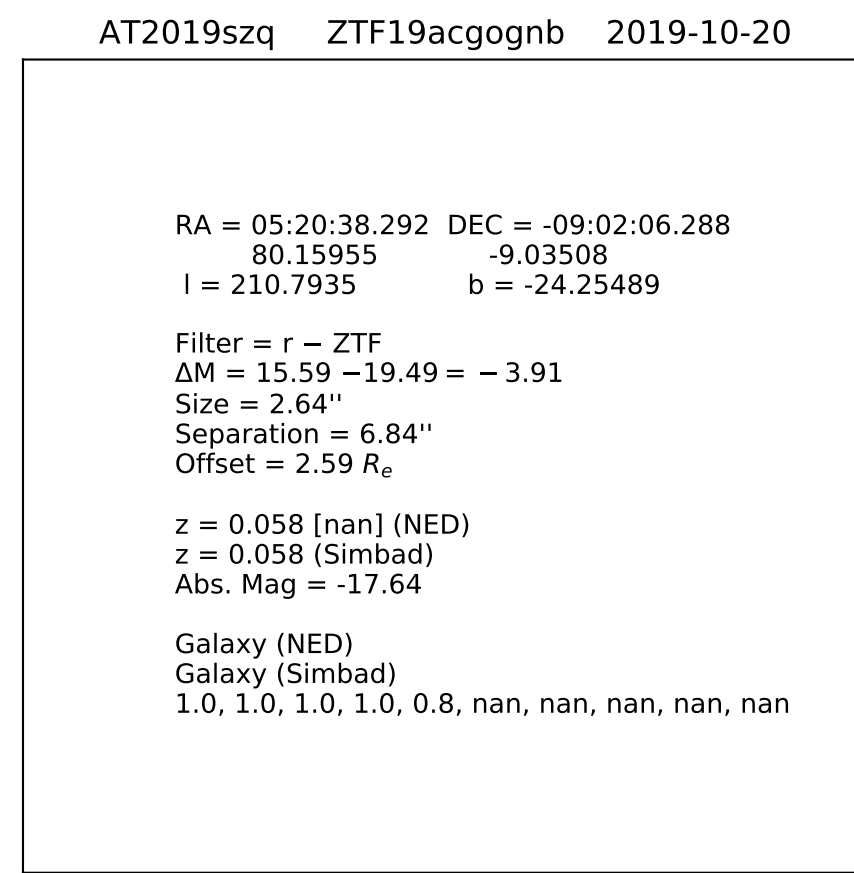 AT2019szq ZTF19acgognb 2019-10-20
RA = 05:20:38.292 DEC = -09:02:06.288
80.15955 -9.03508
l = 210.7935 b = -24.25489
Filter = r − ZTF
ΔM = 15.59 −19.49 = − 3.91
Size = 2.64''
Separation = 6.84''
Offset = 2.59 Re
z = 0.058 [nan] (NED)
z = 0.058 (Simbad)
Abs. Mag = -17.64
Galaxy (NED)
Galaxy (Simbad)
1.0, 1.0, 1.0, 1.0, 0.8, nan, nan, nan, nan, nan